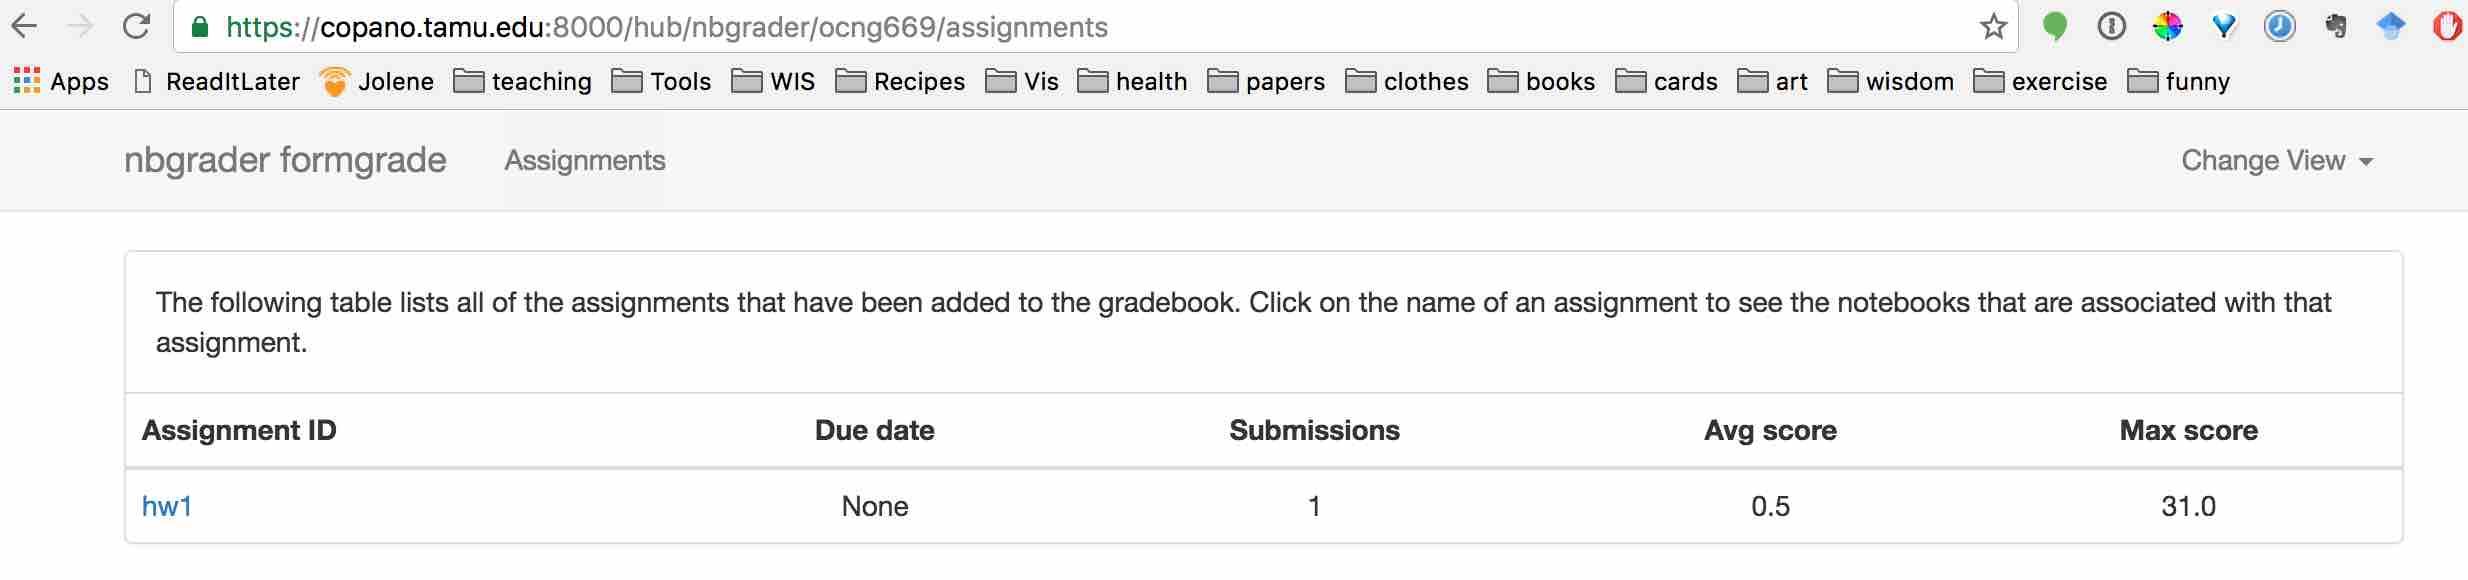 https://copano.tamu.edu:8000/hub/nbgrader/ocng669/assignments
Apps ReadItLater Jolene teaching Tools WIS Recipes Vis health papers clothes books cards art wisdom exercise funny
nbgrader formgrade Assignments Change View
The following table lists all of the assignments that have been added to the gradebook. Click on the name of an assignment to see the notebooks that are associated with that
assignment.
Assignment ID Due date Submissions Avg score Max score
hw1 None 1 0.5 31.0